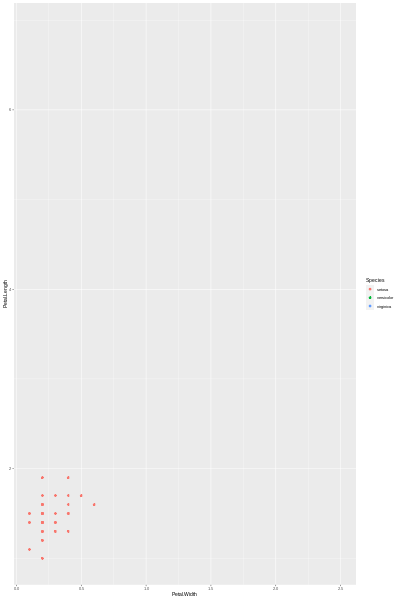 6
4
2
Petal.Length
0.0 0.5 1.0 1.5 2.0 2.5
Petal.Width
Species
setosa
versicolor
virginica